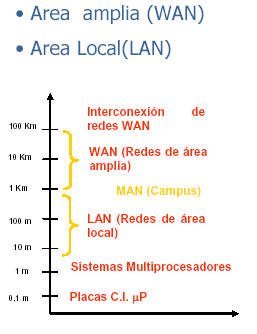 • Area amplia (WAN)
• Area Local(LAN)
Interconexión de
redes WAN
100 Km
WAN (Redes de área
amplia)
10 Km
MAN (Campus)
1 Km
LAN (Redes de área
local)
100 m
10 m
Sistemas Multiprocesadores
1 m
Placas C.I. µP
0,1 m